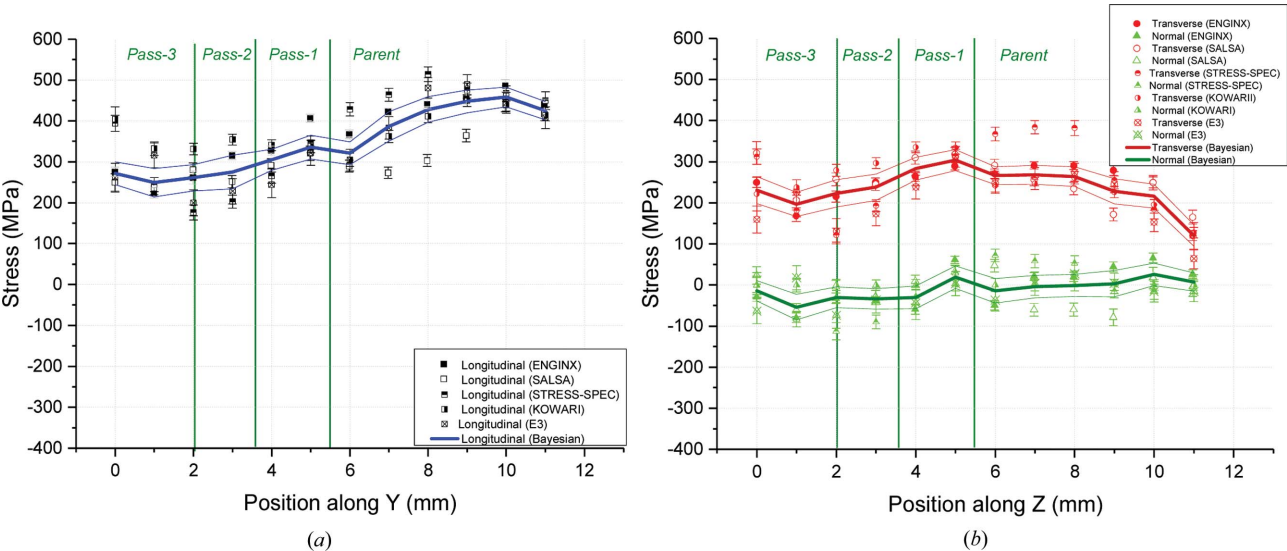 600
500
400
300
200
100
0
-100
-200
-300
-400
Stress (MPa)
Pass-3
Pass-2
Pass-1
Parent
Longitudinal (ENGINX)
Longitudinal (SALSA)
Longitudinal (STRESS-SPEC)
Longitudinal (KOWARI)
Longitudinal (E3)
Longitudinal (Bayesian)
0 2 4 6 8 10 12
Position along Y (mm)
(a)
600
500
400
300
200
100
0
-100
-200
-300
-400
Stress (MPa)
Pass-3
Pass-2
Pass-1
Parent
Transverse (ENGINX)
Normal (ENGINX)
Transverse (SALSA)
Normal (SALSA)
Transverse (STRESS-SPEC)
Normal (STRESS-SPEC)
Transverse (KOWARII)
Normal (KOWARI)
Transverse (E3)
Normal (E3)
Transverse (Bayesian)
Normal (Bayesian)
0 2 4 6 8 10 12
Position along Z (mm)
(b)